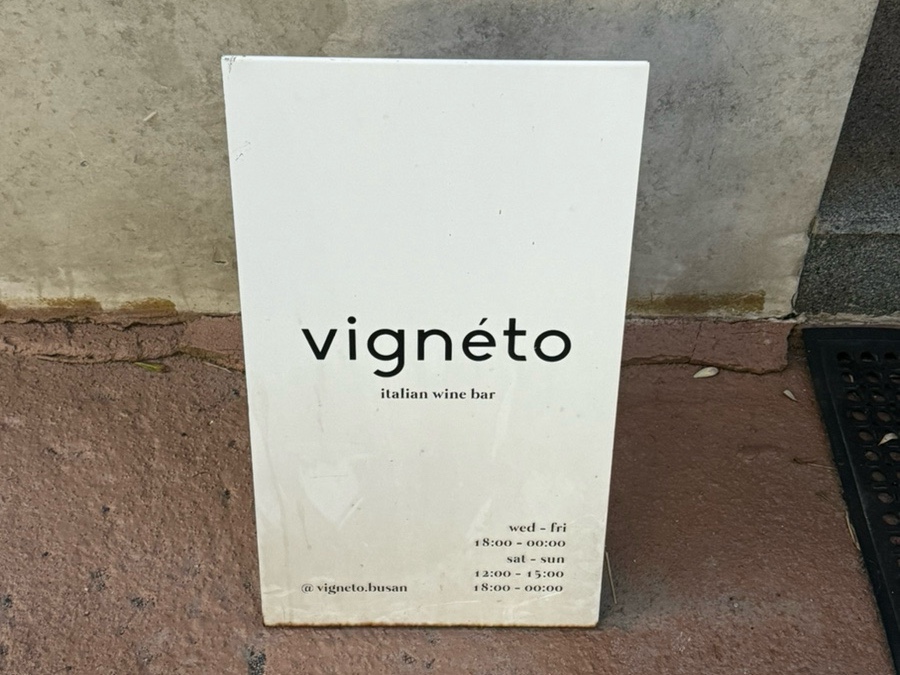 vignéto
italian wine bar
wed - fri
18:00 - 00:00
sat - sun
12:00 - 15:00
18:00 - 00:00
@ vigneto.busan